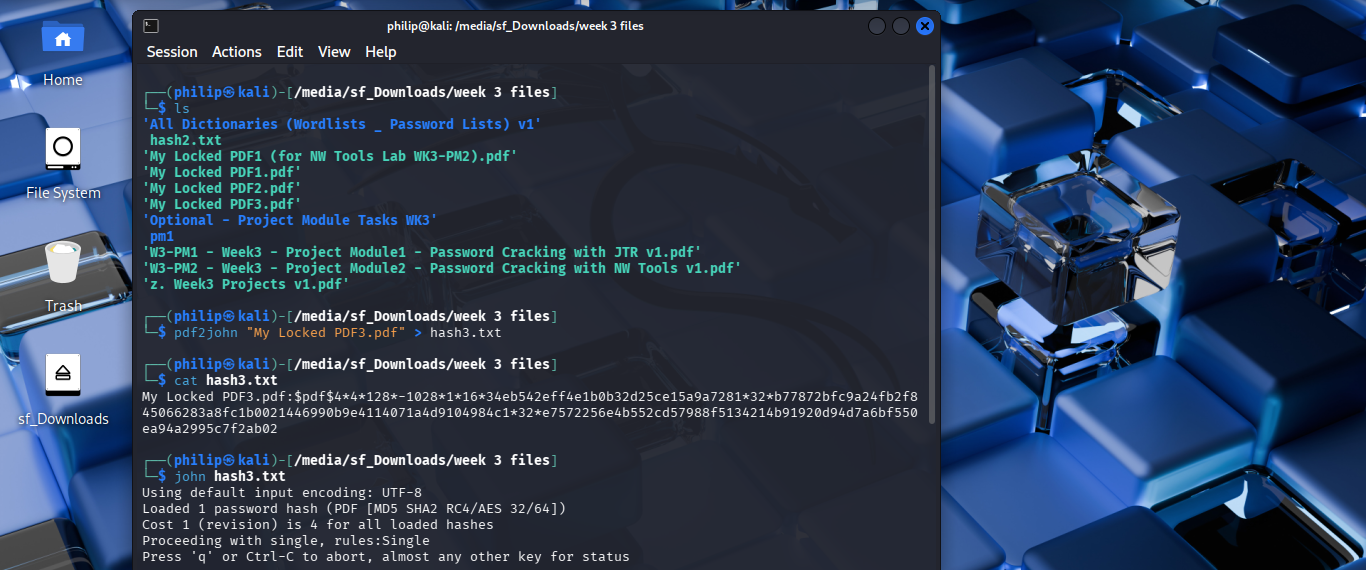 Home
File System
Trash
sf_Downloads
philip@kali: /media/sf_Downloads/week 3 files
Session Actions Edit View Help
┌──(philip㉿kali)-[/media/sf_Downloads/week 3 files]
└─$ ls
'All Dictionaries (Wordlists _ Password Lists) v1'
hash2.txt
'My Locked PDF1 (for NW Tools Lab WK3-PM2).pdf'
'My Locked PDF1.pdf'
'My Locked PDF2.pdf'
'My Locked PDF3.pdf'
'Optional - Project Module Tasks WK3'
pm1
'W3-PM1 - Week3 - Project Module1 - Password Cracking with JTR v1.pdf'
'W3-PM2 - Week3 - Project Module2 - Password Cracking with NW Tools v1.pdf'
'z. Week3 Projects v1.pdf'
┌──(philip㉿kali)-[/media/sf_Downloads/week 3 files]
└─$ pdf2john "My Locked PDF3.pdf" > hash3.txt
┌──(philip㉿kali)-[/media/sf_Downloads/week 3 files]
└─$ cat hash3.txt
My Locked PDF3.pdf:$pdf$4*4*128*-1028*1*16*34eb542eff4e1b0b32d25ce15a9a7281*32*b77872bfc9a24fb2f8
45066283a8fc1b0021446990b9e4114071a4d9104984c1*32*e7572256e4b552cd57988f5134214b91920d94d7a6bf550
ea94a2995c7f2ab02
┌──(philip㉿kali)-[/media/sf_Downloads/week 3 files]
└─$ john hash3.txt
Using default input encoding: UTF-8
Loaded 1 password hash (PDF [MD5 SHA2 RC4/AES 32/64])
Cost 1 (revision) is 4 for all loaded hashes
Proceeding with single, rules:Single
Press 'q' or Ctrl-C to abort, almost any other key for status